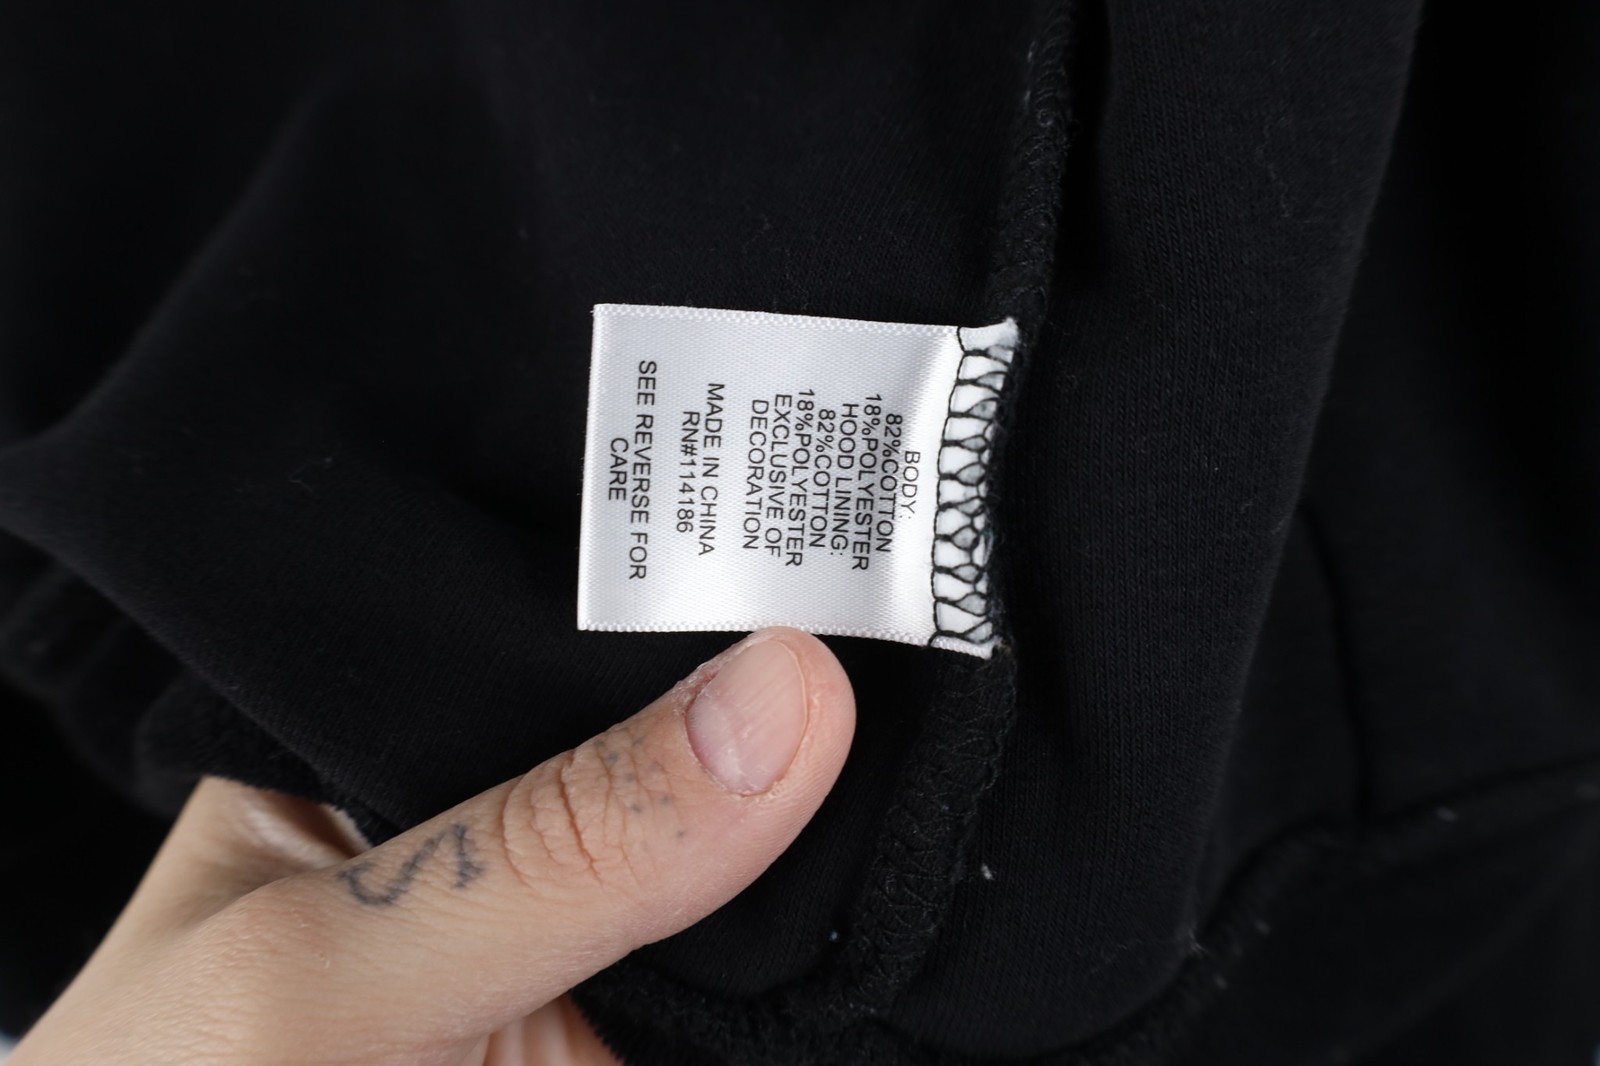 BODY:
82%COTTON
18%POLYESTER
HOOD LINING:
82%COTTON
18%POLYESTER
EXCLUSIVE OF
DECORATION
MADE IN CHINA
RN#114186
SEE REVERSE FOR
CARE